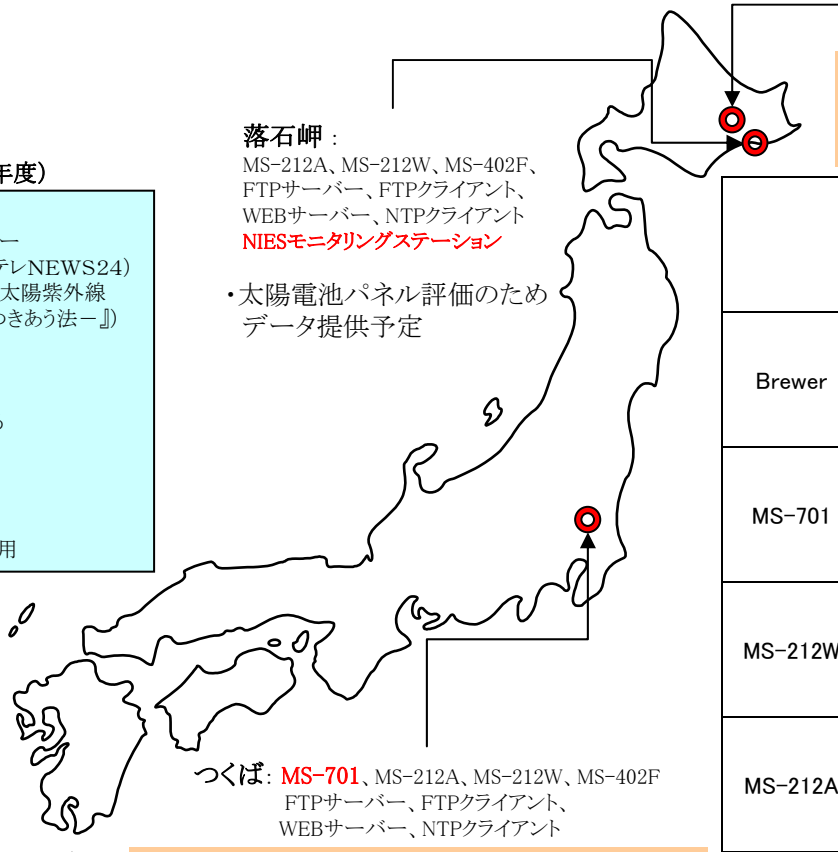 年度)
ー
テレNEWS24)
太陽紫外線
つきあう法－』)
用
落石岬：
MS-212A、MS-212W、MS-402F、
FTPサーバー、FTPクライアント、
WEBサーバー、NTPクライアント
NIESモニタリングステーション
・太陽電池パネル評価のため
データ提供予定
Brewer
MS-701
MS-212W
MS-212A
つくば：MS-701、MS-212A、MS-212W、MS-402F
FTPサーバー、FTPクライアント、
WEBサーバー、NTPクライアント